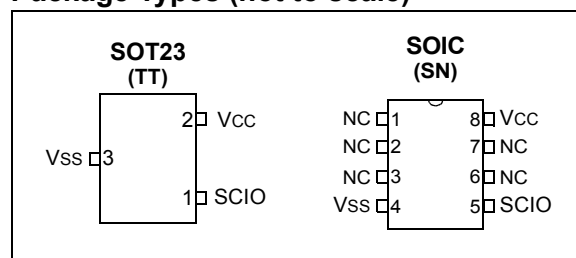 Package Types (not to scale)
SOT23
(TT)
2 VCC
VSS 3
1 SCIO
SOIC
(SN)
NC 1 8 VCC
NC 2 7 NC
NC 3 6 NC
VSS 4 5 SCIO